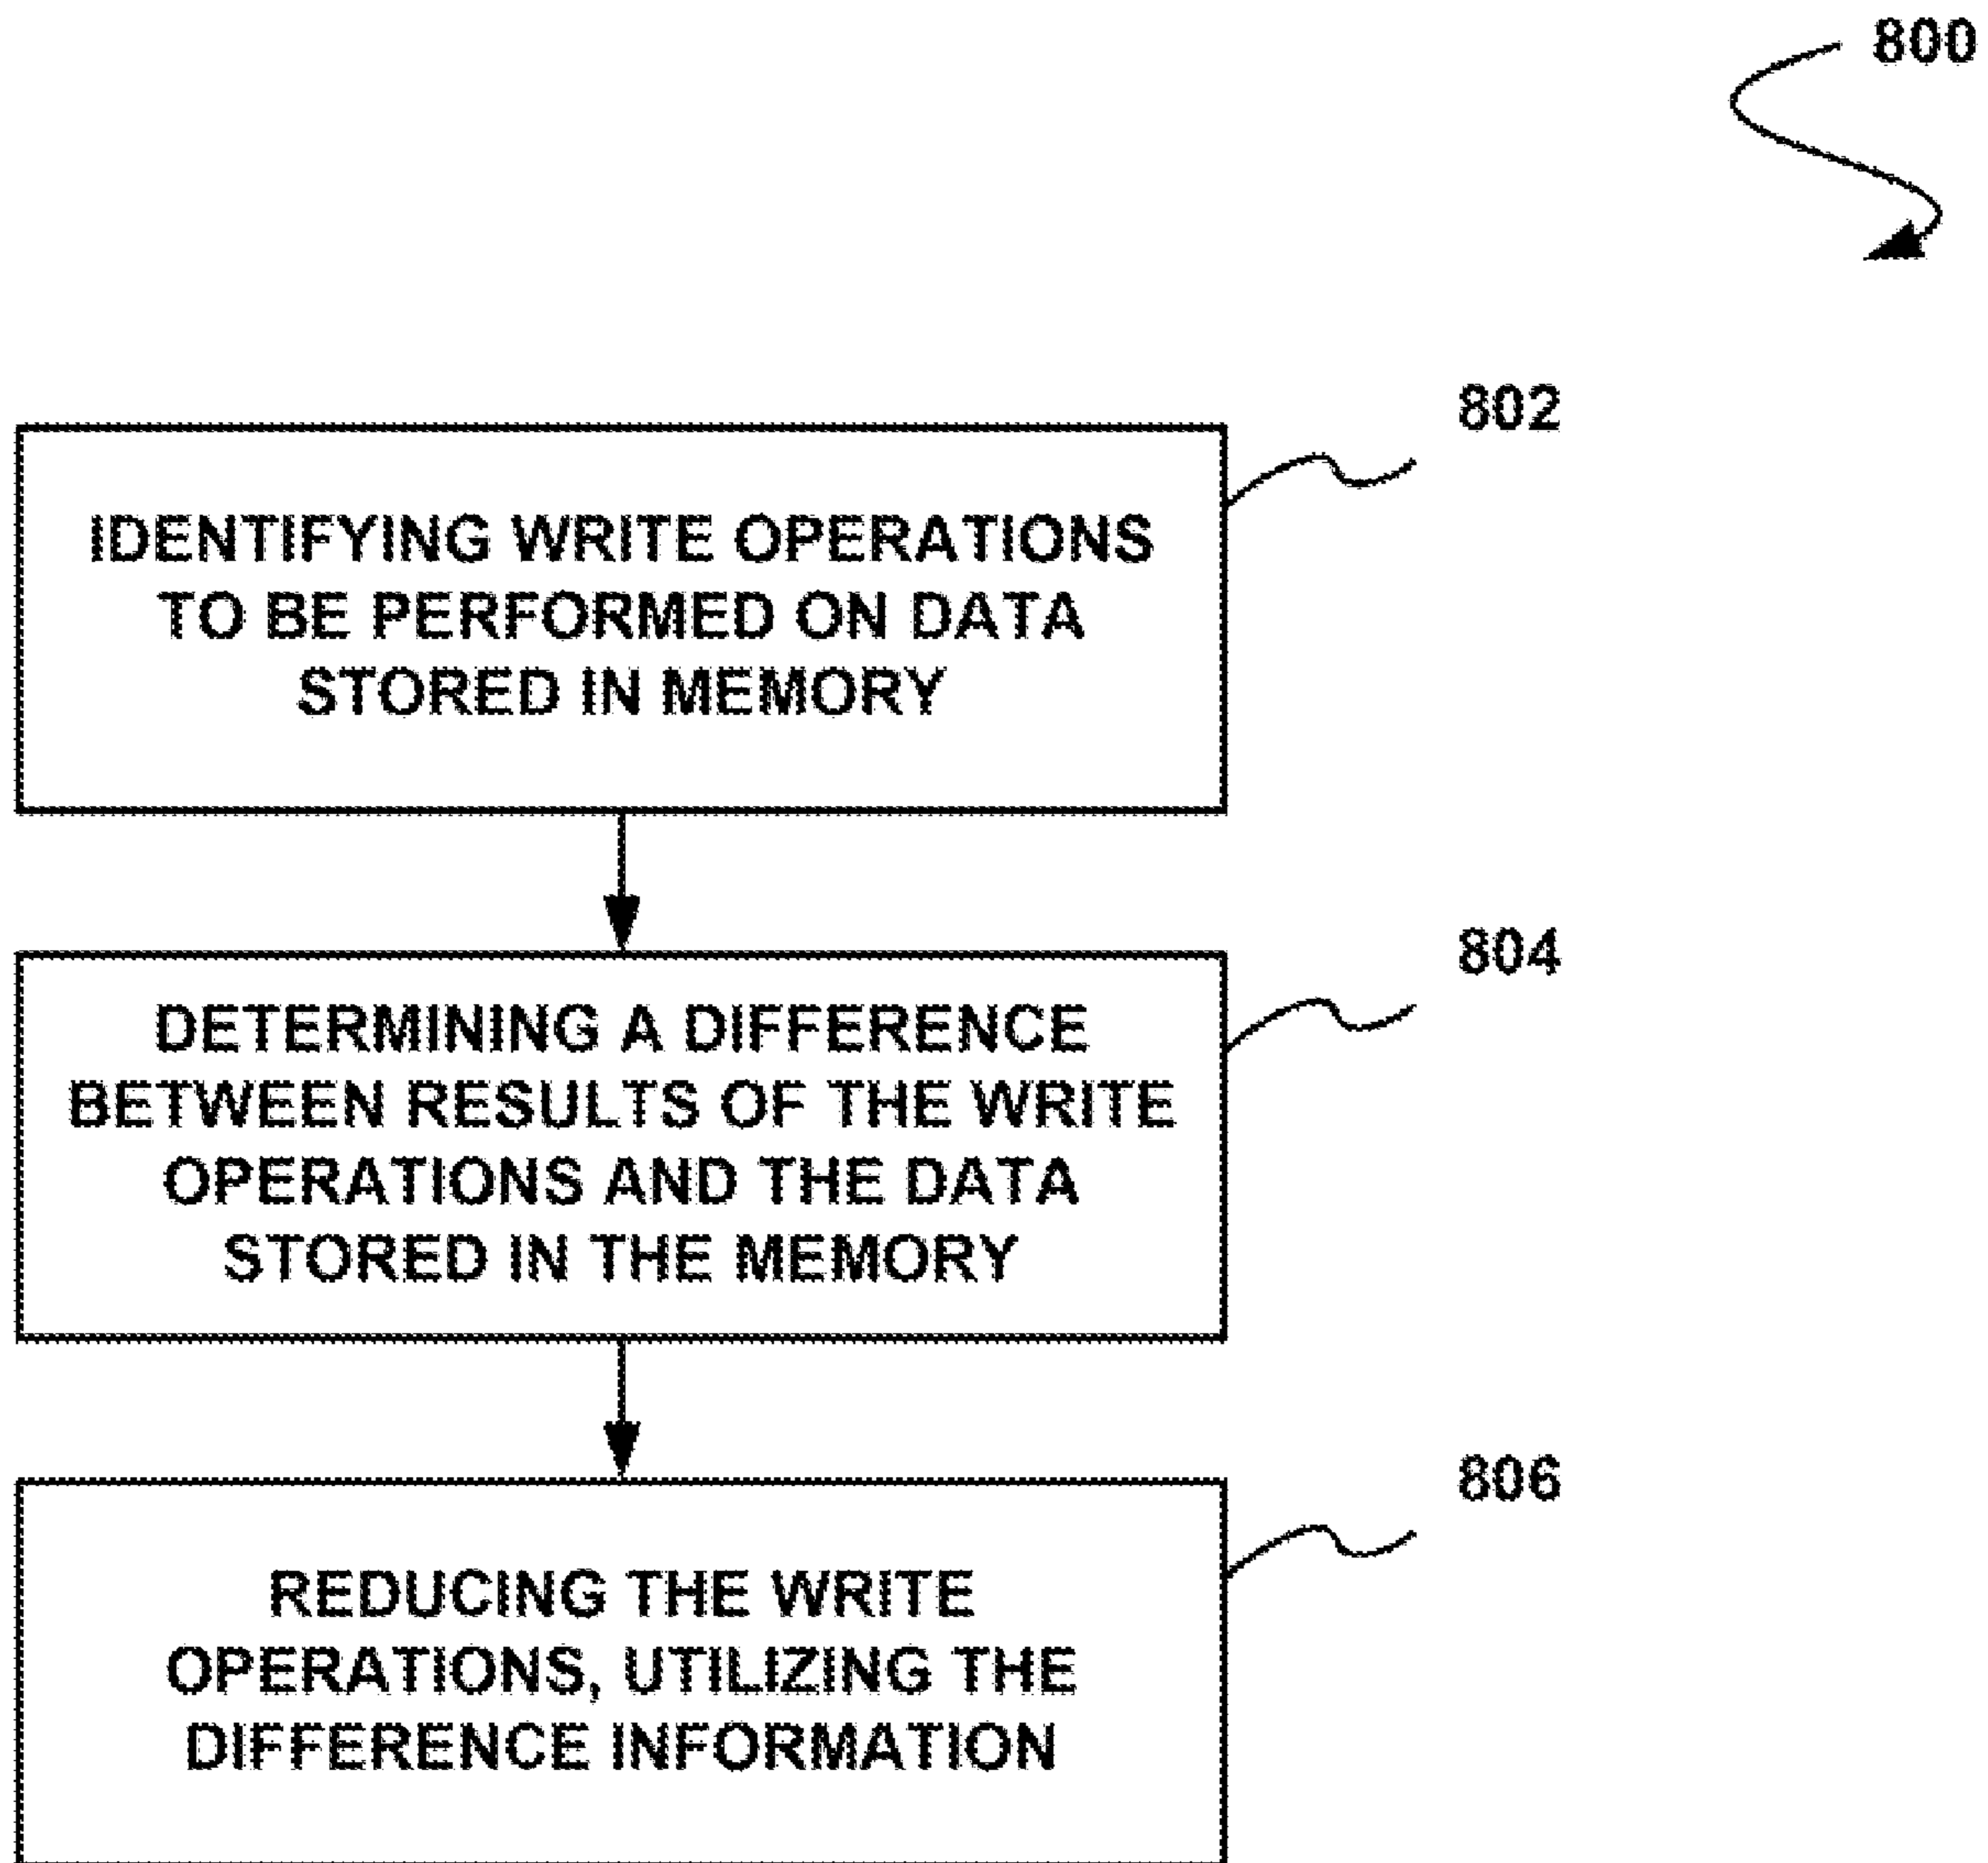 800
802
IDENTIFYING WRITE OPERATIONS
TO BE PERFORMED ON DATA
STORED IN MEMORY
804
DETERMINING A DIFFERENCE
BETWEEN RESULTS OF THE WRITE
OPERATIONS AND THE DATA
STORED IN THE MEMORY
806
REDUCING THE WRITE
OPERATIONS, UTILIZING THE
DIFFERENCE INFORMATION